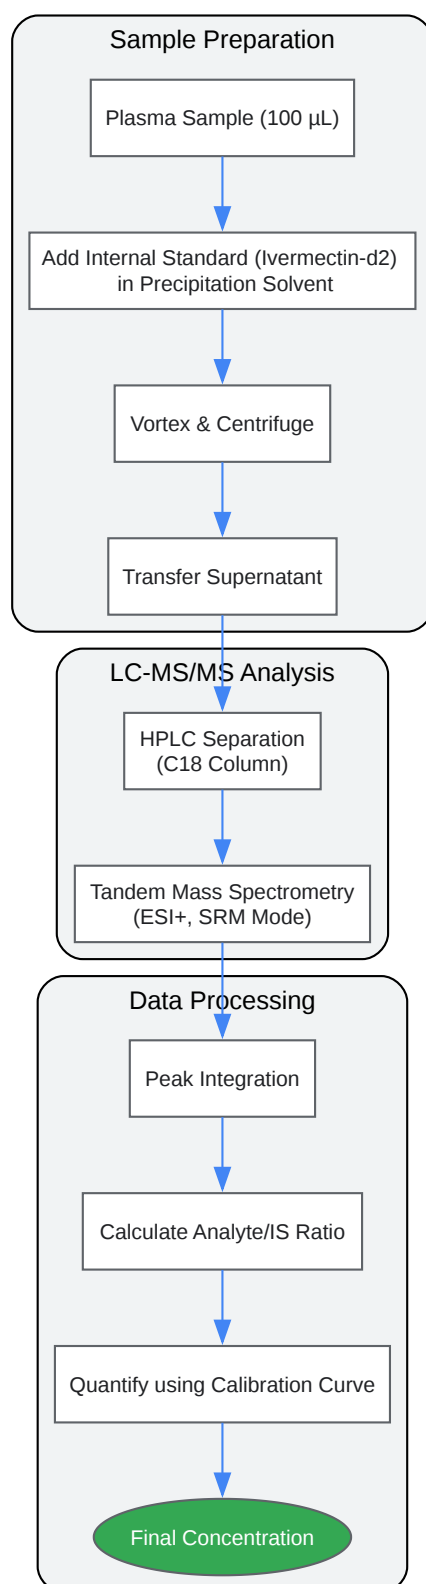 Sample Preparation
Plasma Sample (100 µL)
Add Internal Standard (Ivermectin-d2)
in Precipitation Solvent
Vortex & Centrifuge
Transfer Supernatant
LC-MS/MS Analysis
HPLC Separation
(C18 Column)
Tandem Mass Spectrometry
(ESI+, SRM Mode)
Data Processing
Peak Integration
Calculate Analyte/IS Ratio
Quantify using Calibration Curve
Final Concentration